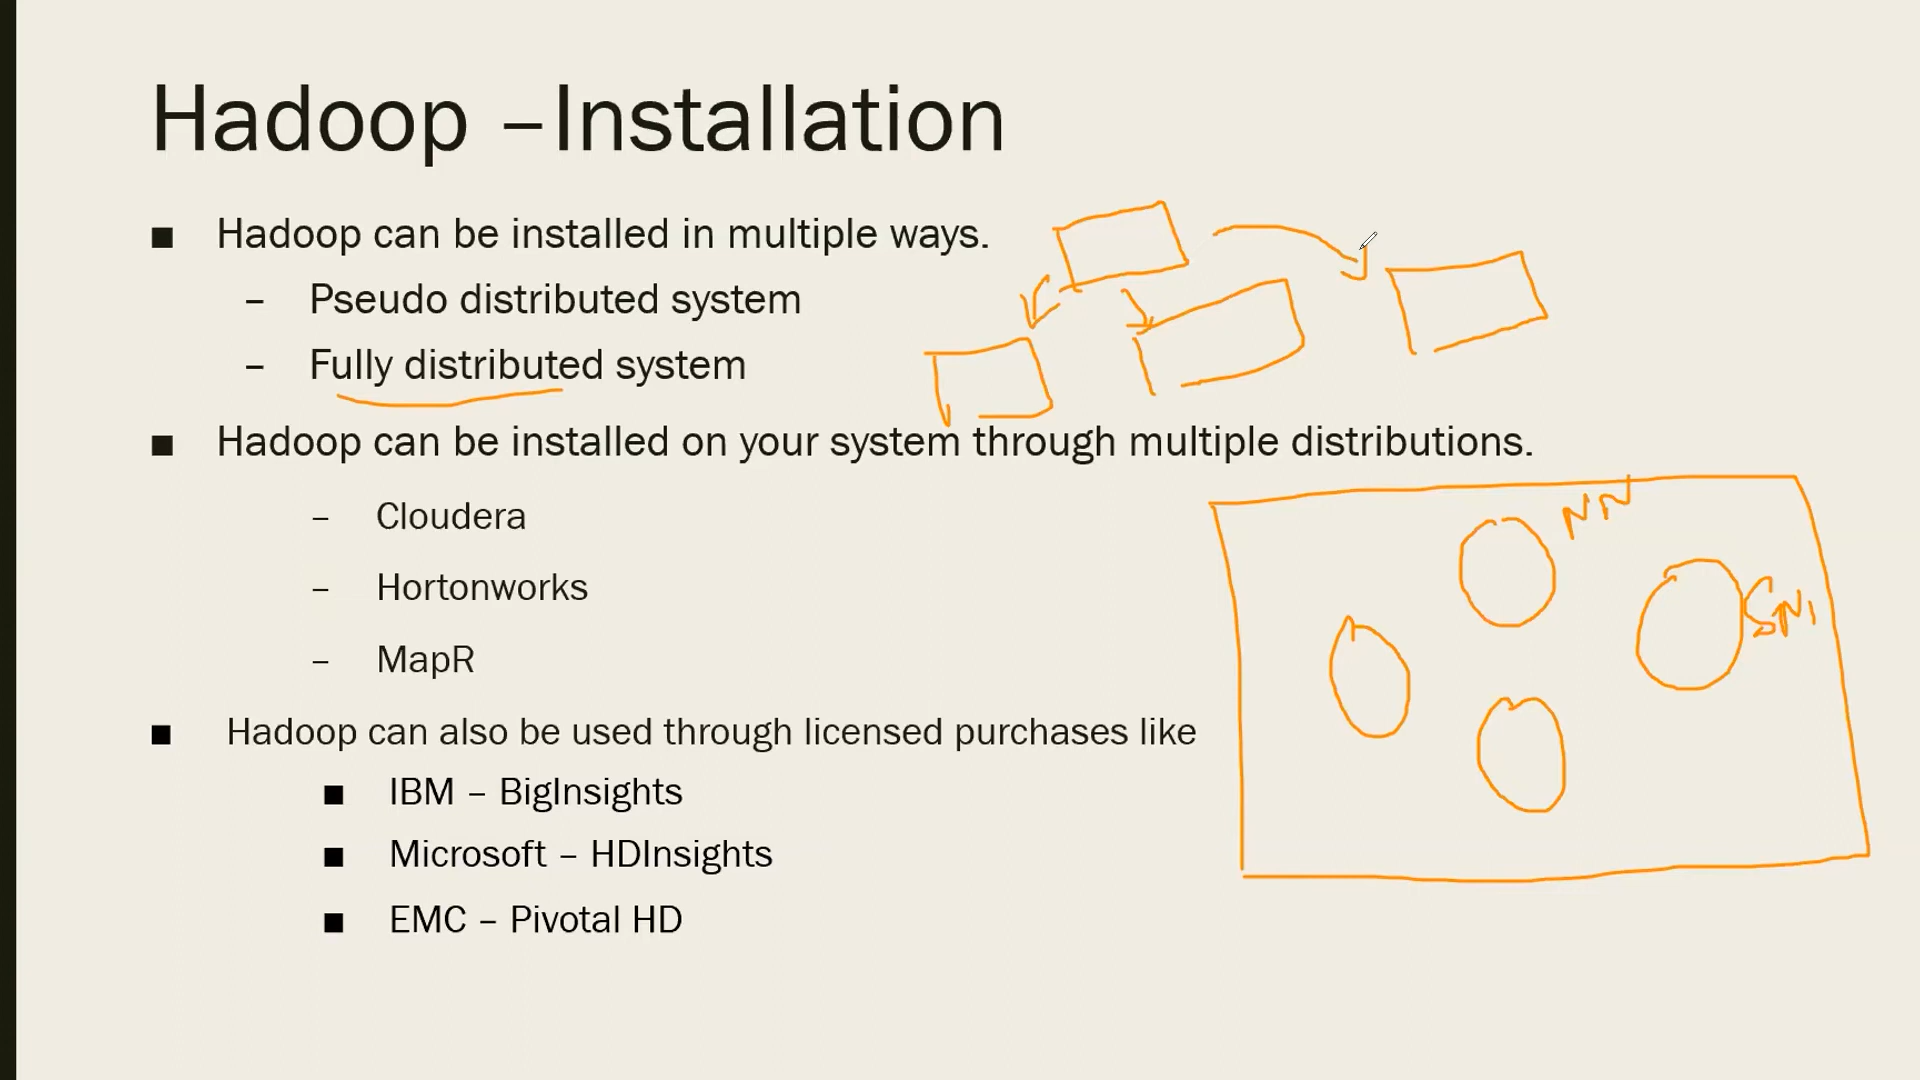 Hadoop –Installation
■ Hadoop can be installed in multiple ways.
– Pseudo distributed system
– Fully distributed system
■ Hadoop can be installed on your system through multiple distributions.
NN
– Cloudera
– Hortonworks
SN
– MapR
■ Hadoop can also be used through licensed purchases like
■ IBM – BigInsights
■ Microsoft – HDInsights
■ EMC – Pivotal HD